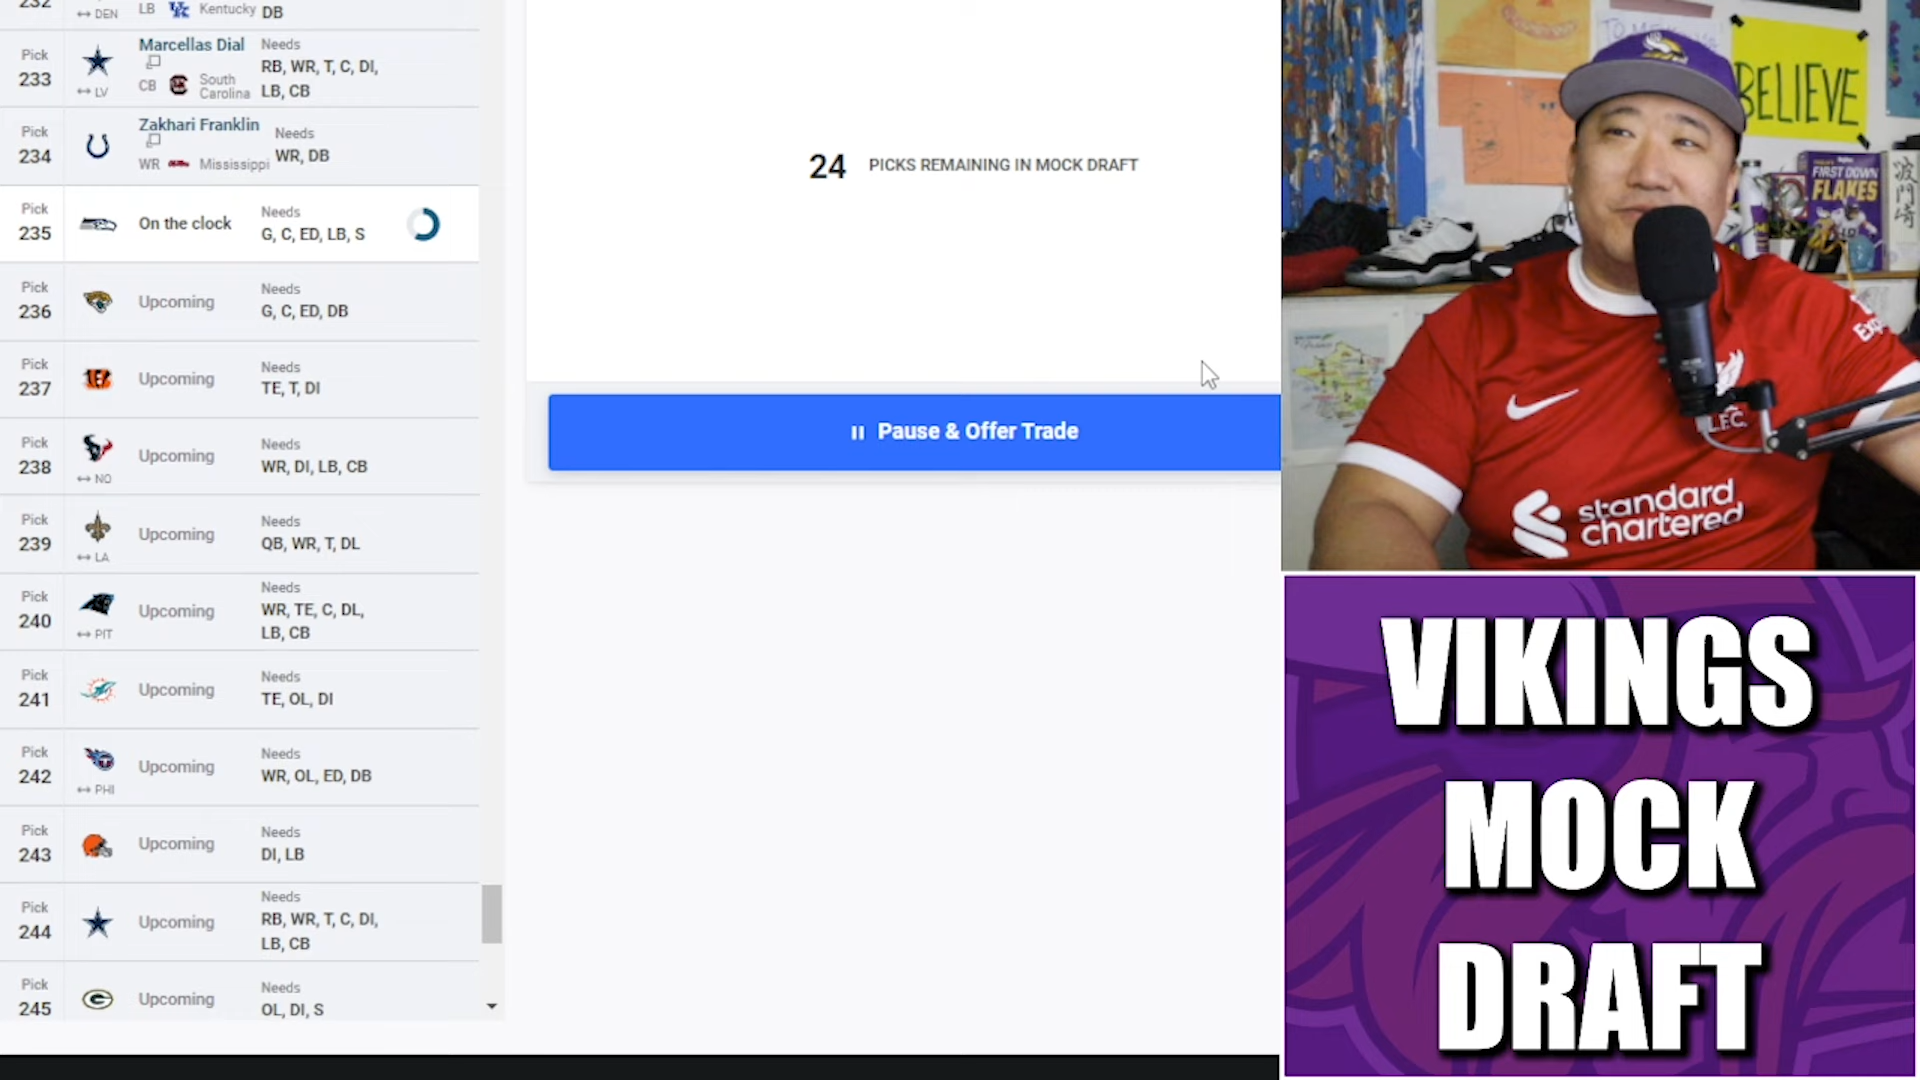 232
↔ DEN
LB Kentucky
DB
Pick
233
↔ LV
Marcellas Dial
CB South Carolina
Needs
RB, WR, T, C, DI,
LB, CB
Pick
234
Zakhari Franklin
WR Mississippi
Needs
WR, DB
Pick
235
On the clock
Needs
G, C, ED, LB, S
Pick
236
Upcoming
Needs
G, C, ED, DB
Pick
237
Upcoming
Needs
TE, T, DI
Pick
238
↔ NO
Upcoming
Needs
WR, DI, LB, CB
Pick
239
↔ LA
Upcoming
Needs
QB, WR, T, DL
Pick
240
↔ PIT
Upcoming
Needs
WR, TE, C, DL,
LB, CB
Pick
241
Upcoming
Needs
TE, OL, DI
Pick
242
↔ PHI
Upcoming
Needs
WR, OL, ED, DB
Pick
243
Upcoming
Needs
DI, LB
Pick
244
Upcoming
Needs
RB, WR, T, C, DI,
LB, CB
Pick
245
Upcoming
Needs
OL, DI, S
24 PICKS REMAINING IN MOCK DRAFT
Pause & Offer Trade
BELIEVE
FIRST DOWN
FLAKES
L.F.C.
standard
chartered
VIKINGS
MOCK
DRAFT